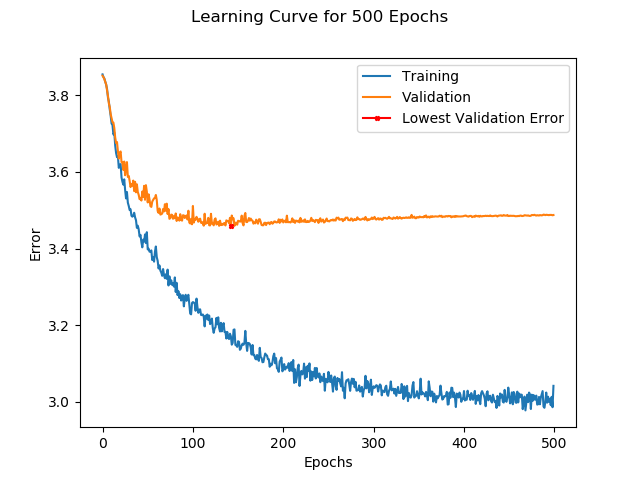 Learning Curve for 500 Epochs
Training
Validation
Lowest Validation Error
3.8
3.6
3.4
3.2
3.0
Error
0 100 200 300 400 500
Epochs